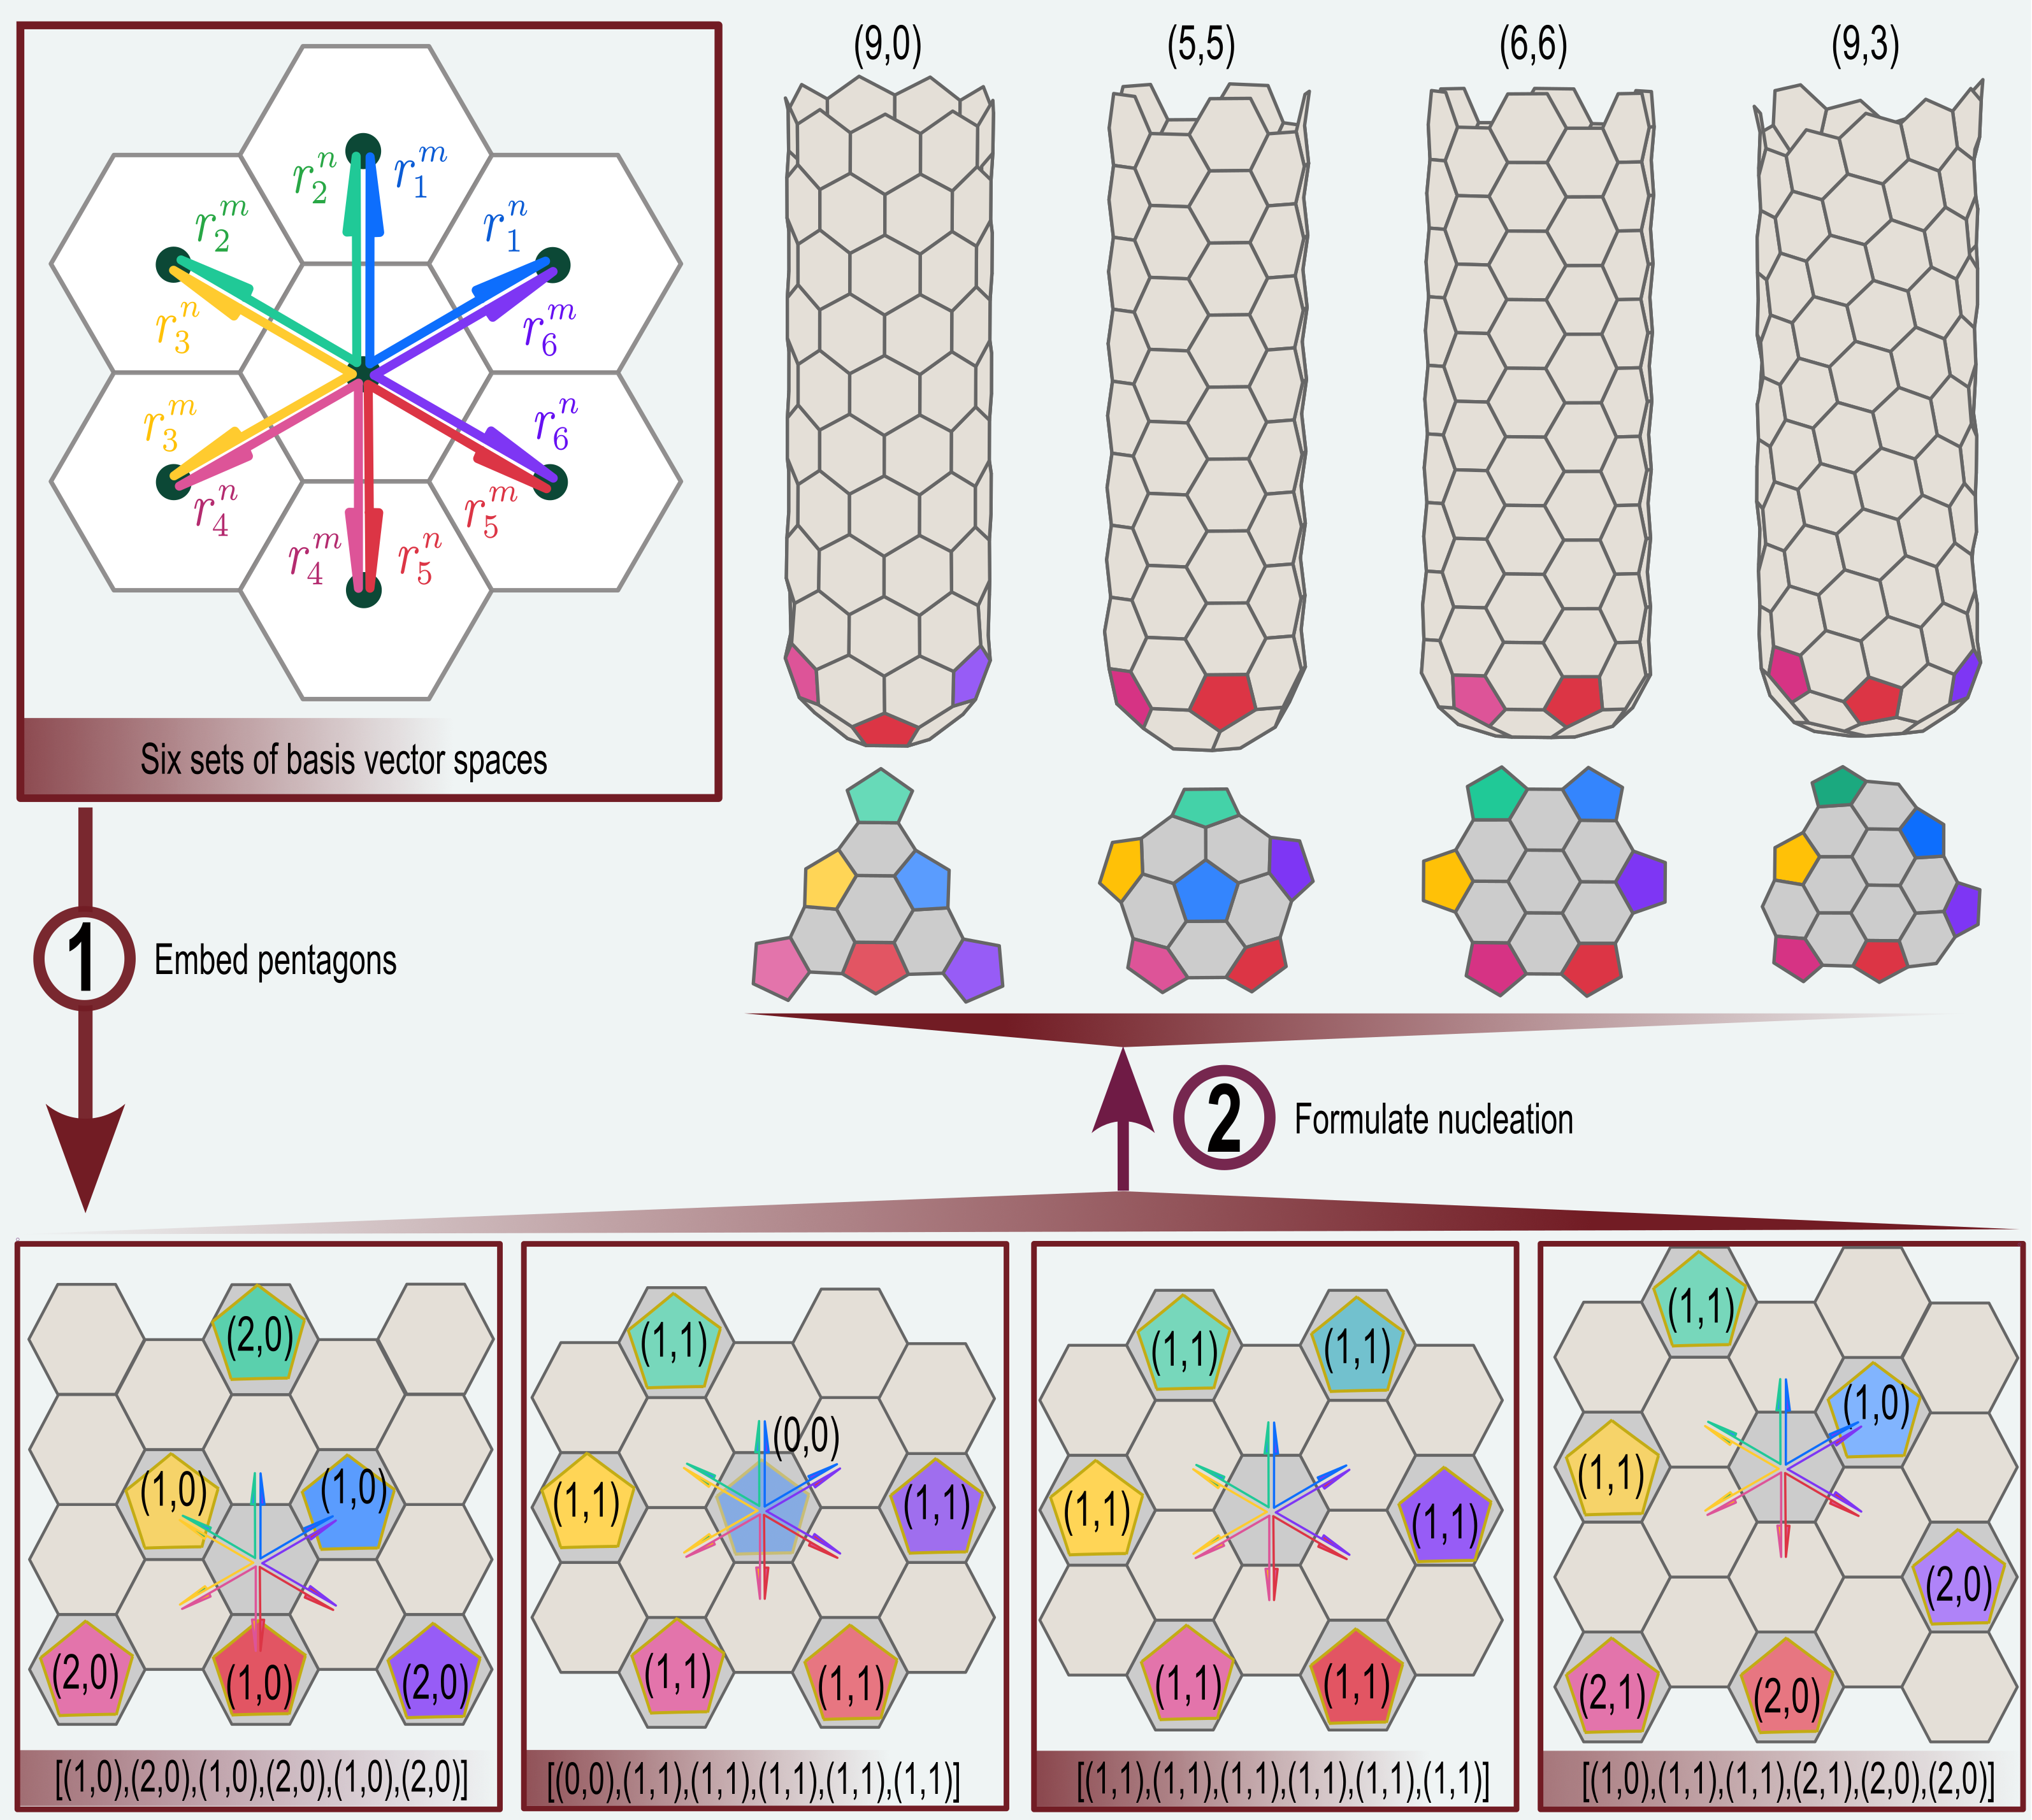 (9,0) (5,5) (6,6) (9,3)
r_2^n r_1^m
r_2^m r_1^n
r_3^n r_6^m
r_3^m r_6^n
r_4^n r_5^m
r_4^m r_5^n
Six sets of basis vector spaces
1 Embed pentagons
2 Formulate nucleation
(2,0)
(1,0) (1,0)
(2,0) (1,0) (2,0)
[(1,0),(2,0),(1,0),(2,0),(1,0),(2,0)]
(1,1)
(0,0)
(1,1) (1,1)
(1,1) (1,1)
[(0,0),(1,1),(1,1),(1,1),(1,1),(1,1)]
(1,1) (1,1)
(1,1) (1,1)
(1,1) (1,1)
[(1,1),(1,1),(1,1),(1,1),(1,1),(1,1)]
(1,1)
(1,0)
(1,1)
(2,0)
(2,1) (2,0)
[(1,0),(1,1),(1,1),(2,1),(2,0),(2,0)]